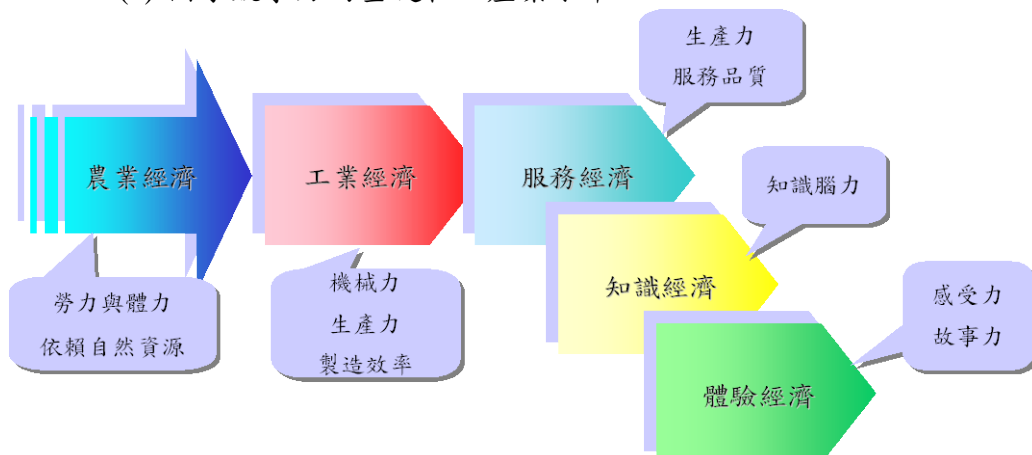 生產力
服務品質
農業經濟
工業經濟
服務經濟
知識腦力
勞力與體力
依賴自然資源
機械力
生產力
製造效率
知識經濟
感受力
故事力
體驗經濟